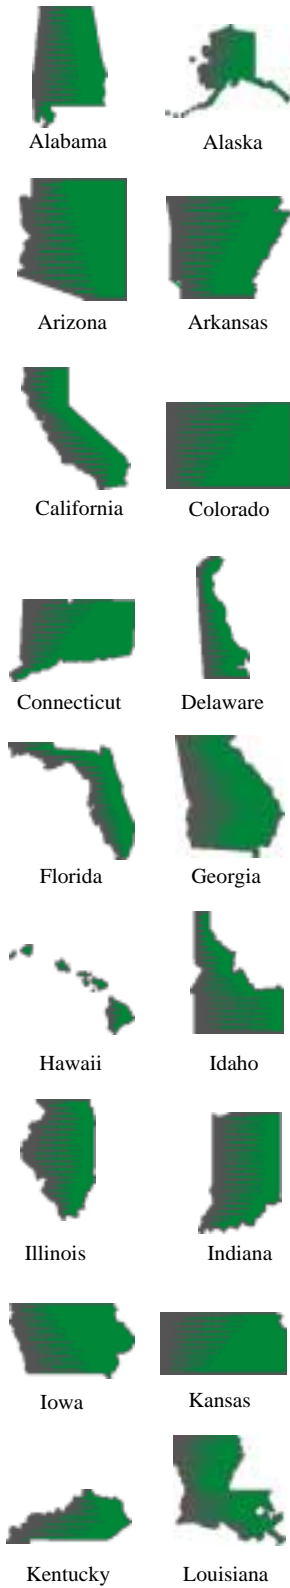 Alabama Alaska
Arizona Arkansas
California Colorado
Connecticut Delaware
Florida Georgia
Hawaii Idaho
Illinois Indiana
Iowa Kansas
Kentucky Louisiana